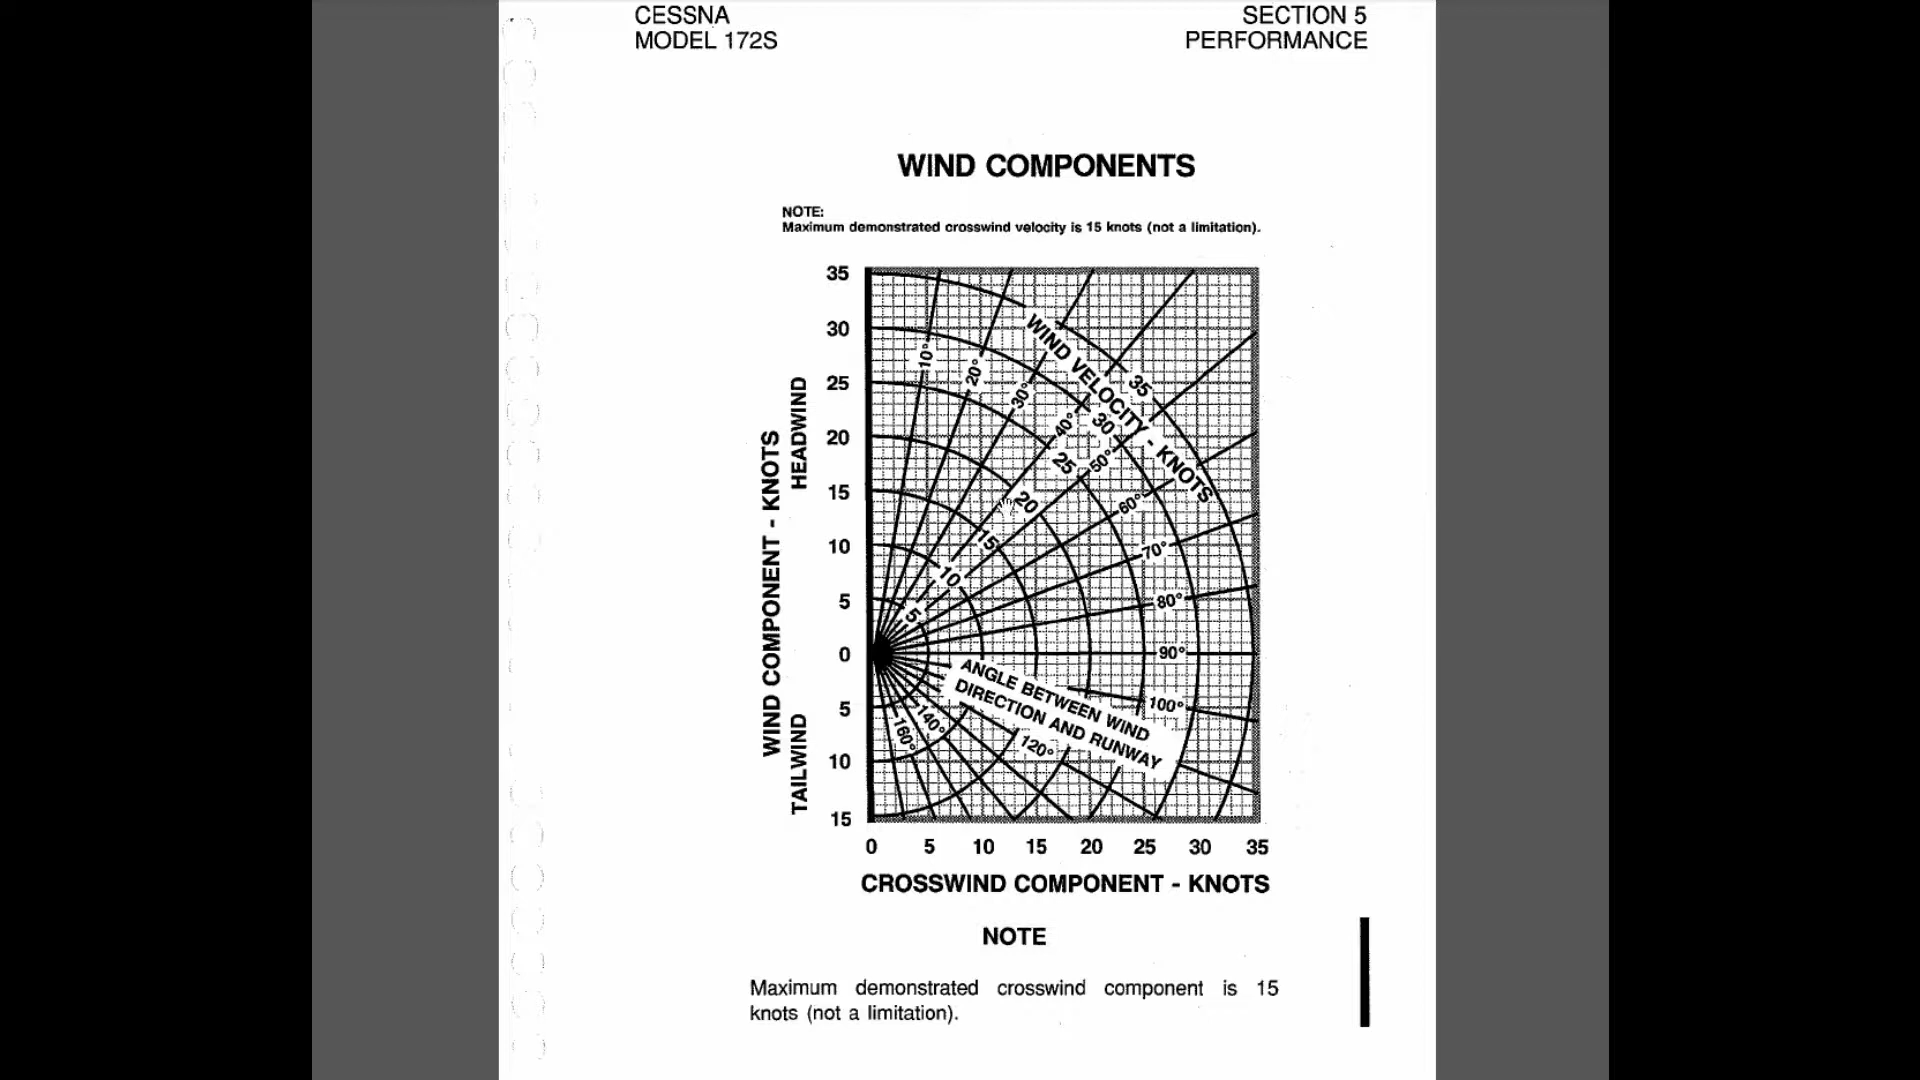 CESSNA
MODEL 172S
SECTION 5
PERFORMANCE
WIND COMPONENTS
NOTE:
Maximum demonstrated crosswind velocity is 15 knots (not a limitation).
WIND COMPONENT - KNOTS
HEADWIND
TAILWIND
35
30
25
20
15
10
5
0
5
10
15
10°
20°
30°
40°
50°
60°
70°
80°
90°
100°
120°
140°
160°
WIND VELOCITY - KNOTS
35
30
25
20
15
10
5
ANGLE BETWEEN WIND
DIRECTION AND RUNWAY
0 5 10 15 20 25 30 35
CROSSWIND COMPONENT - KNOTS
NOTE
Maximum demonstrated crosswind component is 15
knots (not a limitation).